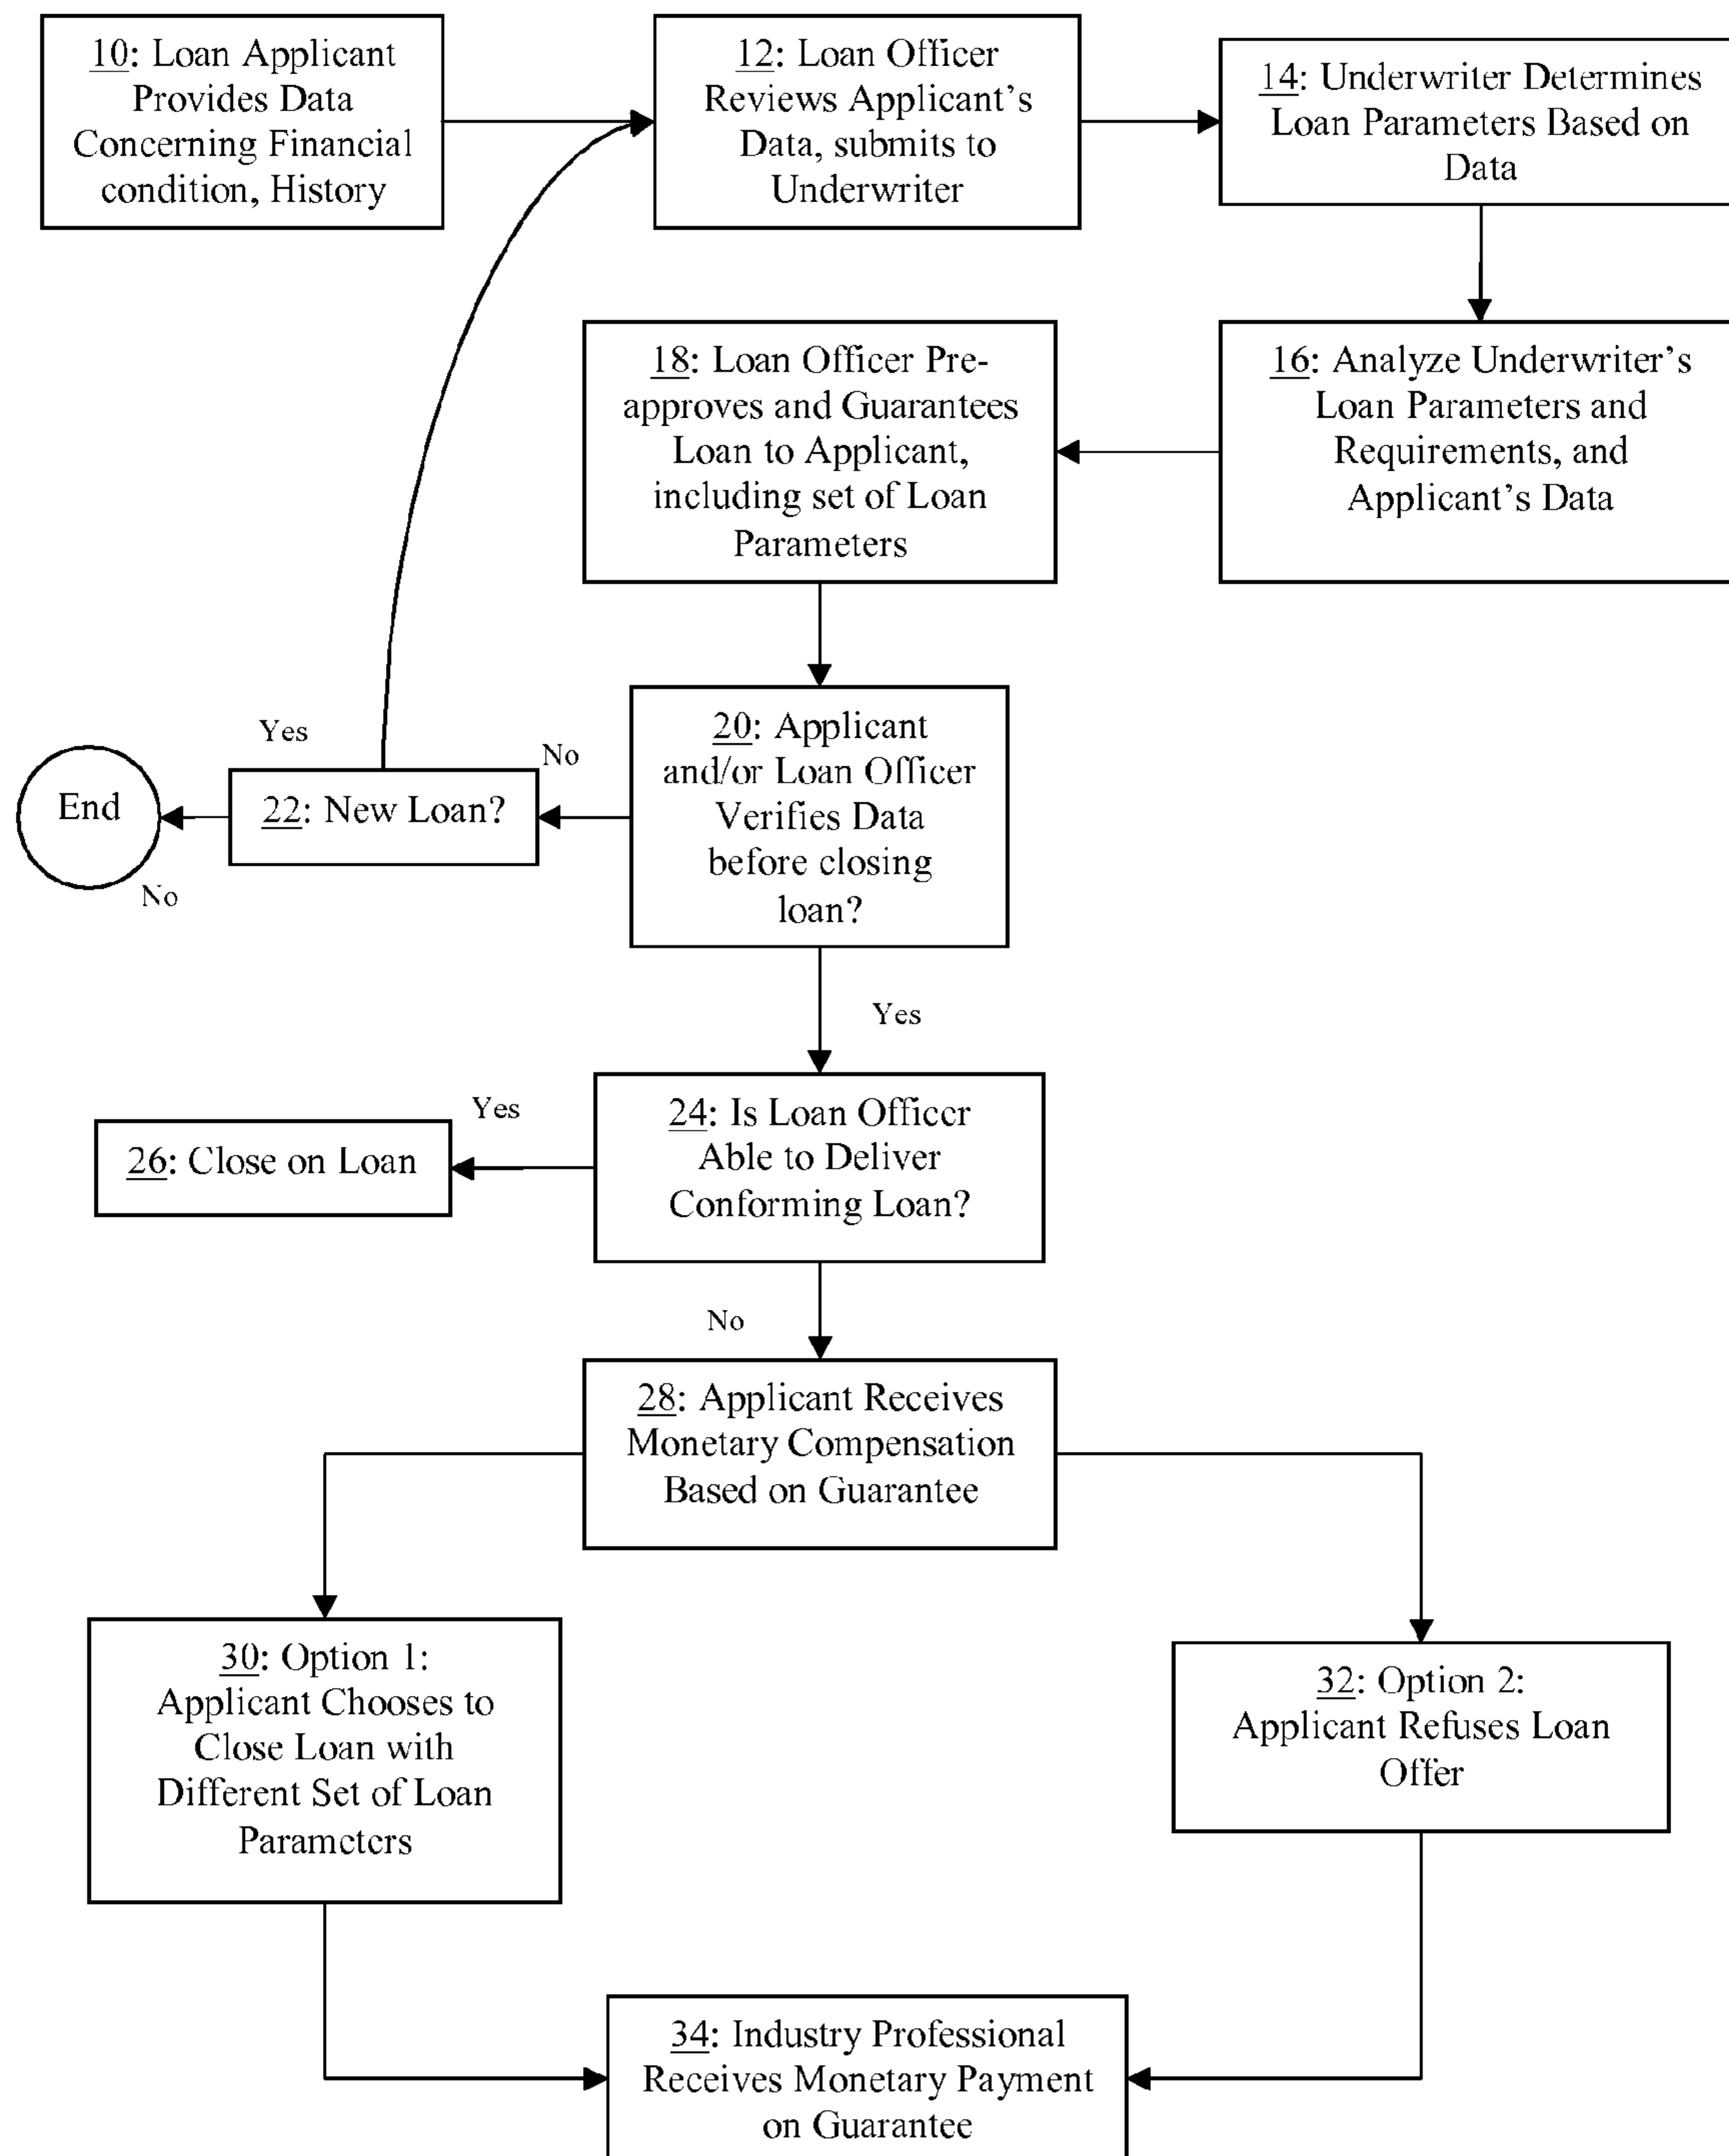 10: Loan Applicant
Provides Data
Concerning Financial
condition, History
12: Loan Officer
Reviews Applicant's
Data, submits to
Underwriter
14: Underwriter Determines
Loan Parameters Based on
Data
16: Analyze Underwriter's
Loan Parameters and
Requirements, and
Applicant's Data
18: Loan Officer Pre-
approves and Guarantees
Loan to Applicant,
including set of Loan
Parameters
20: Applicant
and/or Loan Officer
Verifies Data
before closing
loan?
No
22: New Loan?
Yes
End
No
Yes
24: Is Loan Officer
Able to Deliver
Conforming Loan?
Yes
26: Close on Loan
No
28: Applicant Receives
Monetary Compensation
Based on Guarantee
30: Option 1:
Applicant Chooses to
Close Loan with
Different Set of Loan
Parameters
32: Option 2:
Applicant Refuses Loan
Offer
34: Industry Professional
Receives Monetary Payment
on Guarantee